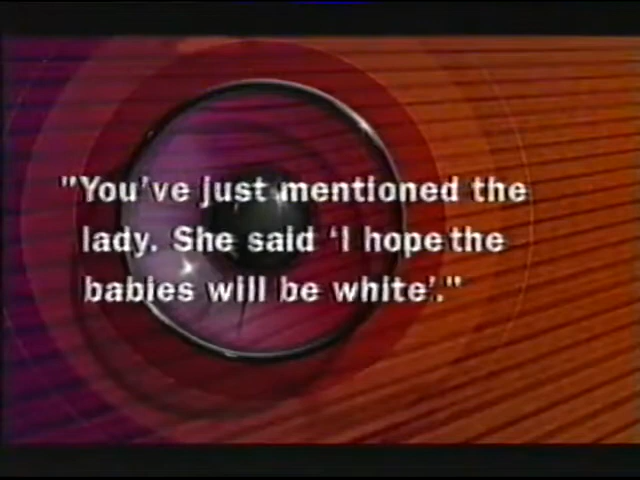 "You've just mentioned the
lady. She said 'I hope the
babies will be white'."